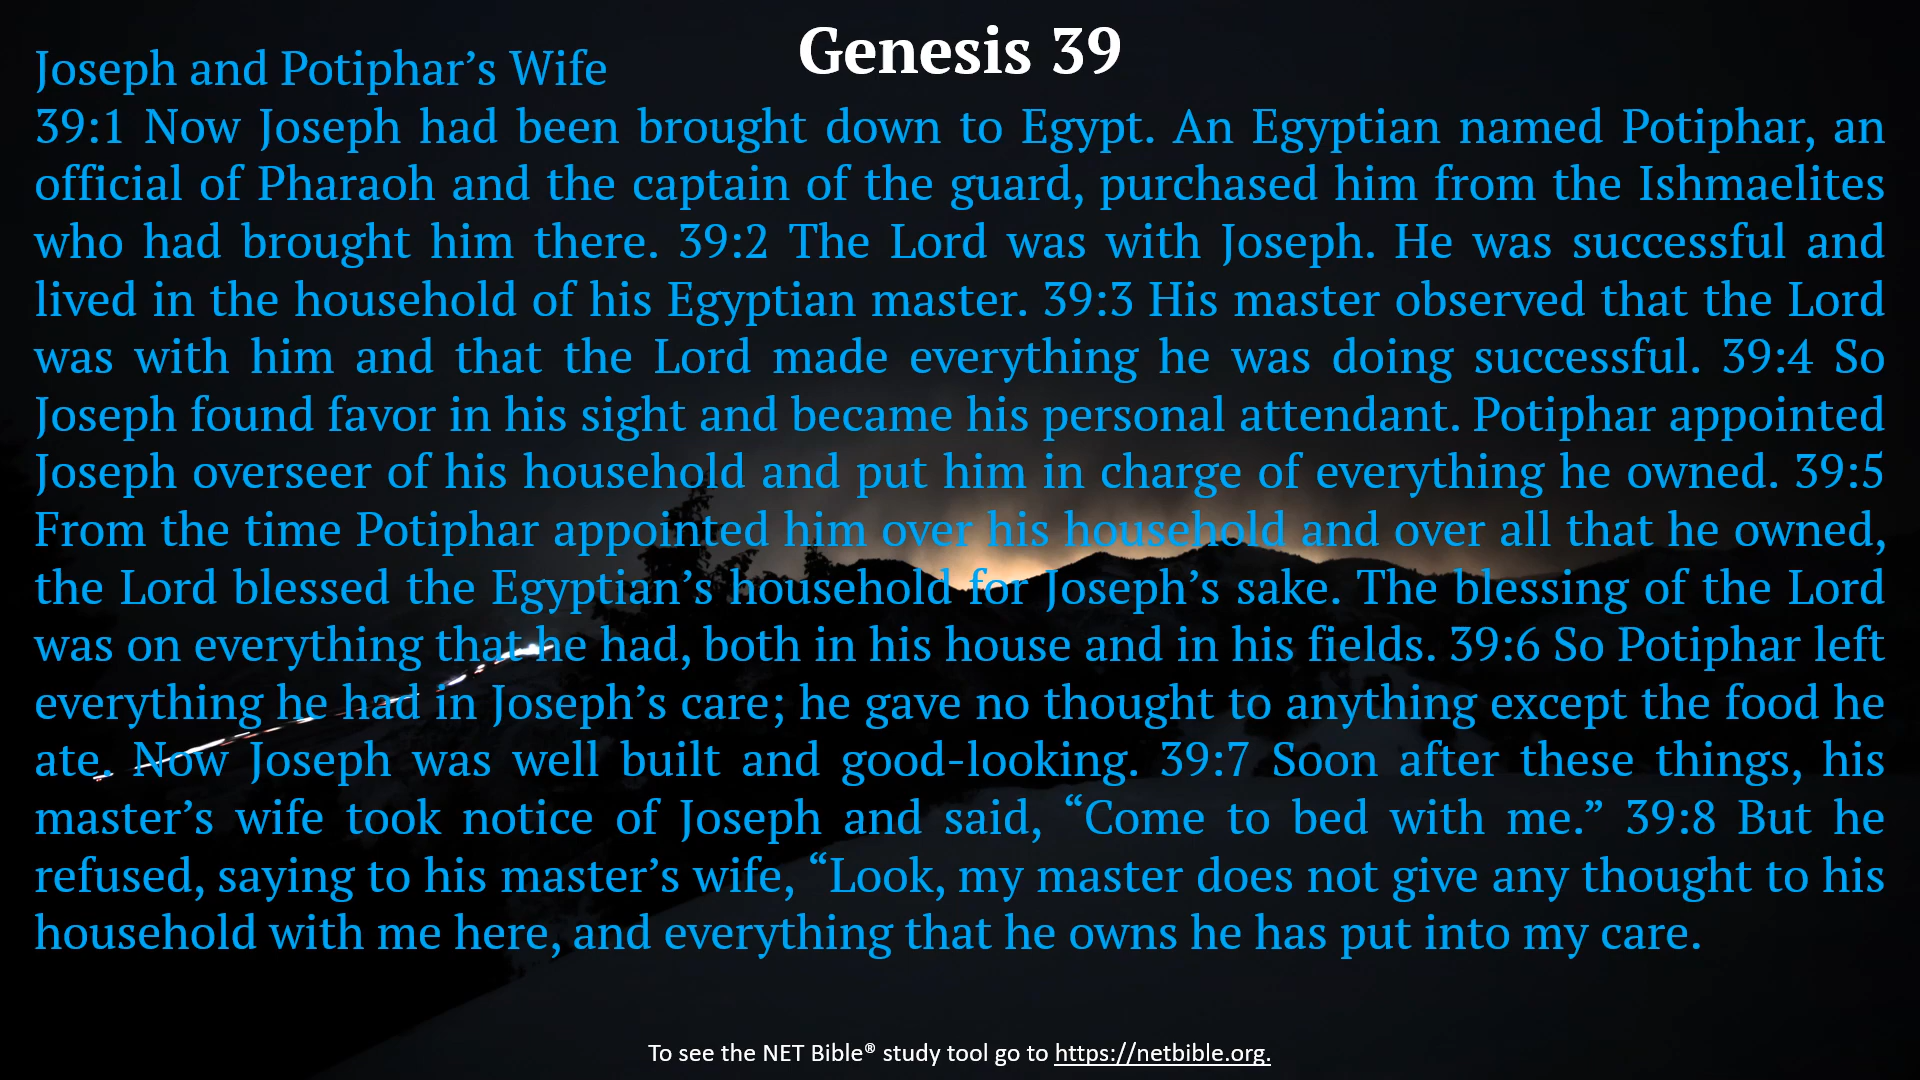 Genesis 39
Joseph and Potiphar’s Wife
39:1 Now Joseph had been brought down to Egypt. An Egyptian named Potiphar, an
official of Pharaoh and the captain of the guard, purchased him from the Ishmaelites
who had brought him there. 39:2 The Lord was with Joseph. He was successful and
lived in the household of his Egyptian master. 39:3 His master observed that the Lord
was with him and that the Lord made everything he was doing successful. 39:4 So
Joseph found favor in his sight and became his personal attendant. Potiphar appointed
Joseph overseer of his household and put him in charge of everything he owned. 39:5
From the time Potiphar appointed him over his household and over all that he owned,
the Lord blessed the Egyptian’s household for Joseph’s sake. The blessing of the Lord
was on everything that he had, both in his house and in his fields. 39:6 So Potiphar left
everything he had in Joseph’s care; he gave no thought to anything except the food he
ate. Now Joseph was well built and good-looking. 39:7 Soon after these things, his
master’s wife took notice of Joseph and said, “Come to bed with me.” 39:8 But he
refused, saying to his master’s wife, “Look, my master does not give any thought to his
household with me here, and everything that he owns he has put into my care.
To see the NET Bible® study tool go to https://netbible.org.